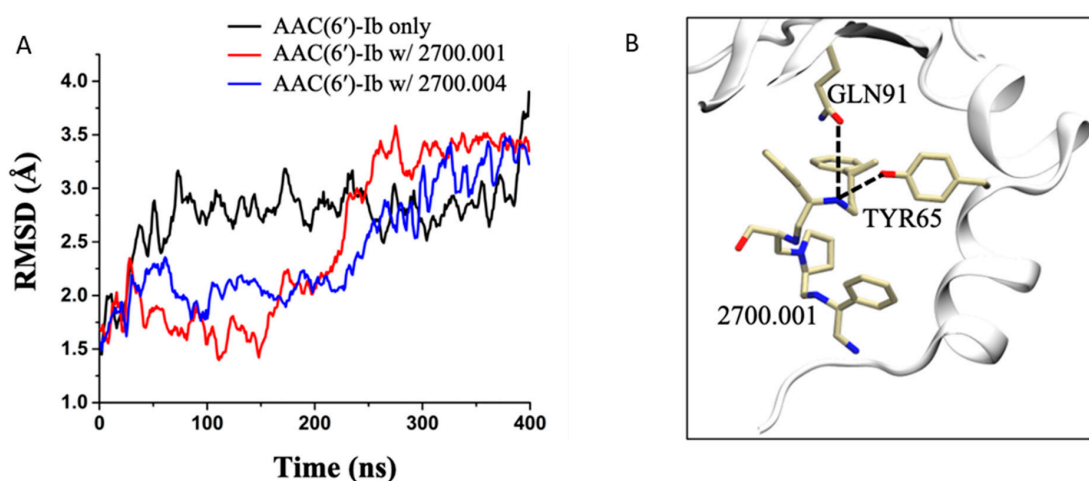 A
AAC(6′)-Ib only
AAC(6′)-Ib w/ 2700.001
AAC(6′)-Ib w/ 2700.004
RMSD (Å)
4.0
3.5
3.0
2.5
2.0
1.5
1.0
0
100
200
300
400
Time (ns)
B
GLN91
TYR65
2700.001